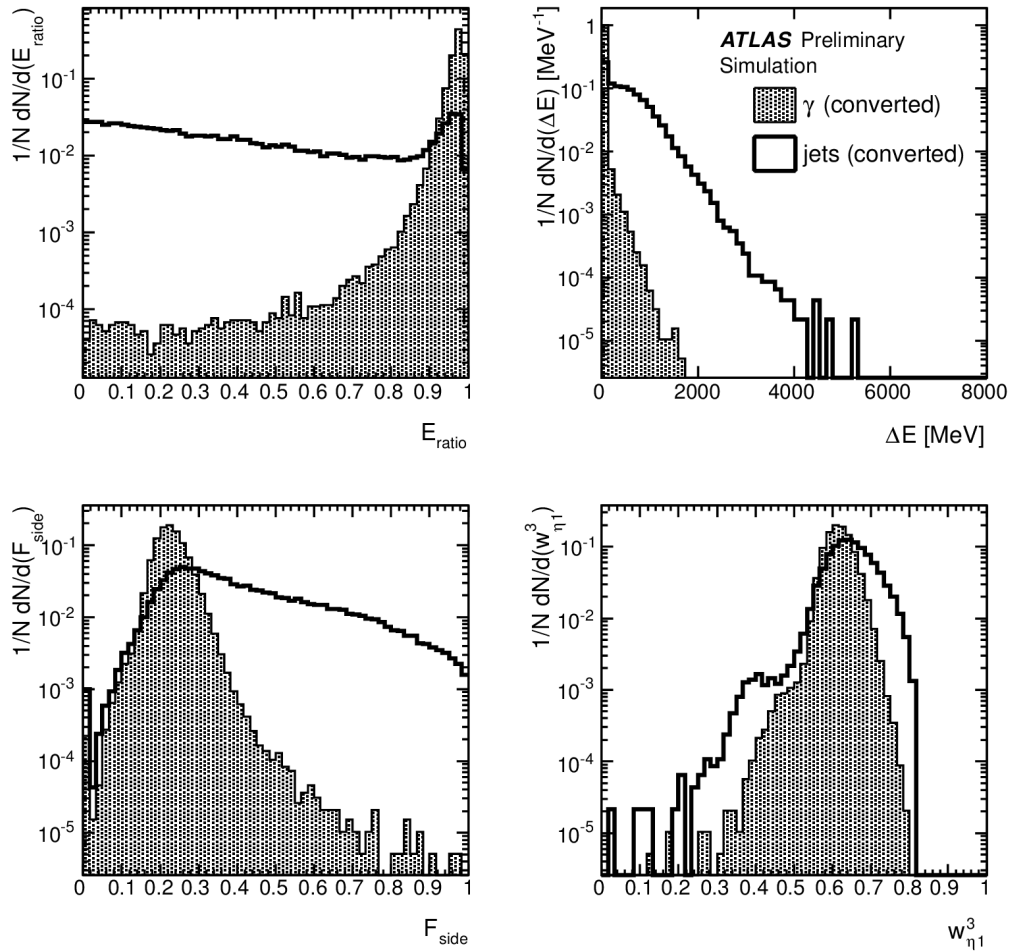 1/N dN/d(E_ratio)
10^-1
10^-2
10^-3
10^-4
0 0.1 0.2 0.3 0.4 0.5 0.6 0.7 0.8 0.9 1
E_ratio
1/N dN/d(ΔE) [MeV^-1]
1
10^-1
10^-2
10^-3
10^-4
10^-5
ATLAS Preliminary
Simulation
γ (converted)
jets (converted)
0 2000 4000 6000 8000
ΔE [MeV]
1/N dN/d(F_side)
10^-1
10^-2
10^-3
10^-4
10^-5
0 0.1 0.2 0.3 0.4 0.5 0.6 0.7 0.8 0.9 1
F_side
1/N dN/d(w^3_η1)
10^-1
10^-2
10^-3
10^-4
10^-5
0 0.1 0.2 0.3 0.4 0.5 0.6 0.7 0.8 0.9 1
w^3_η1